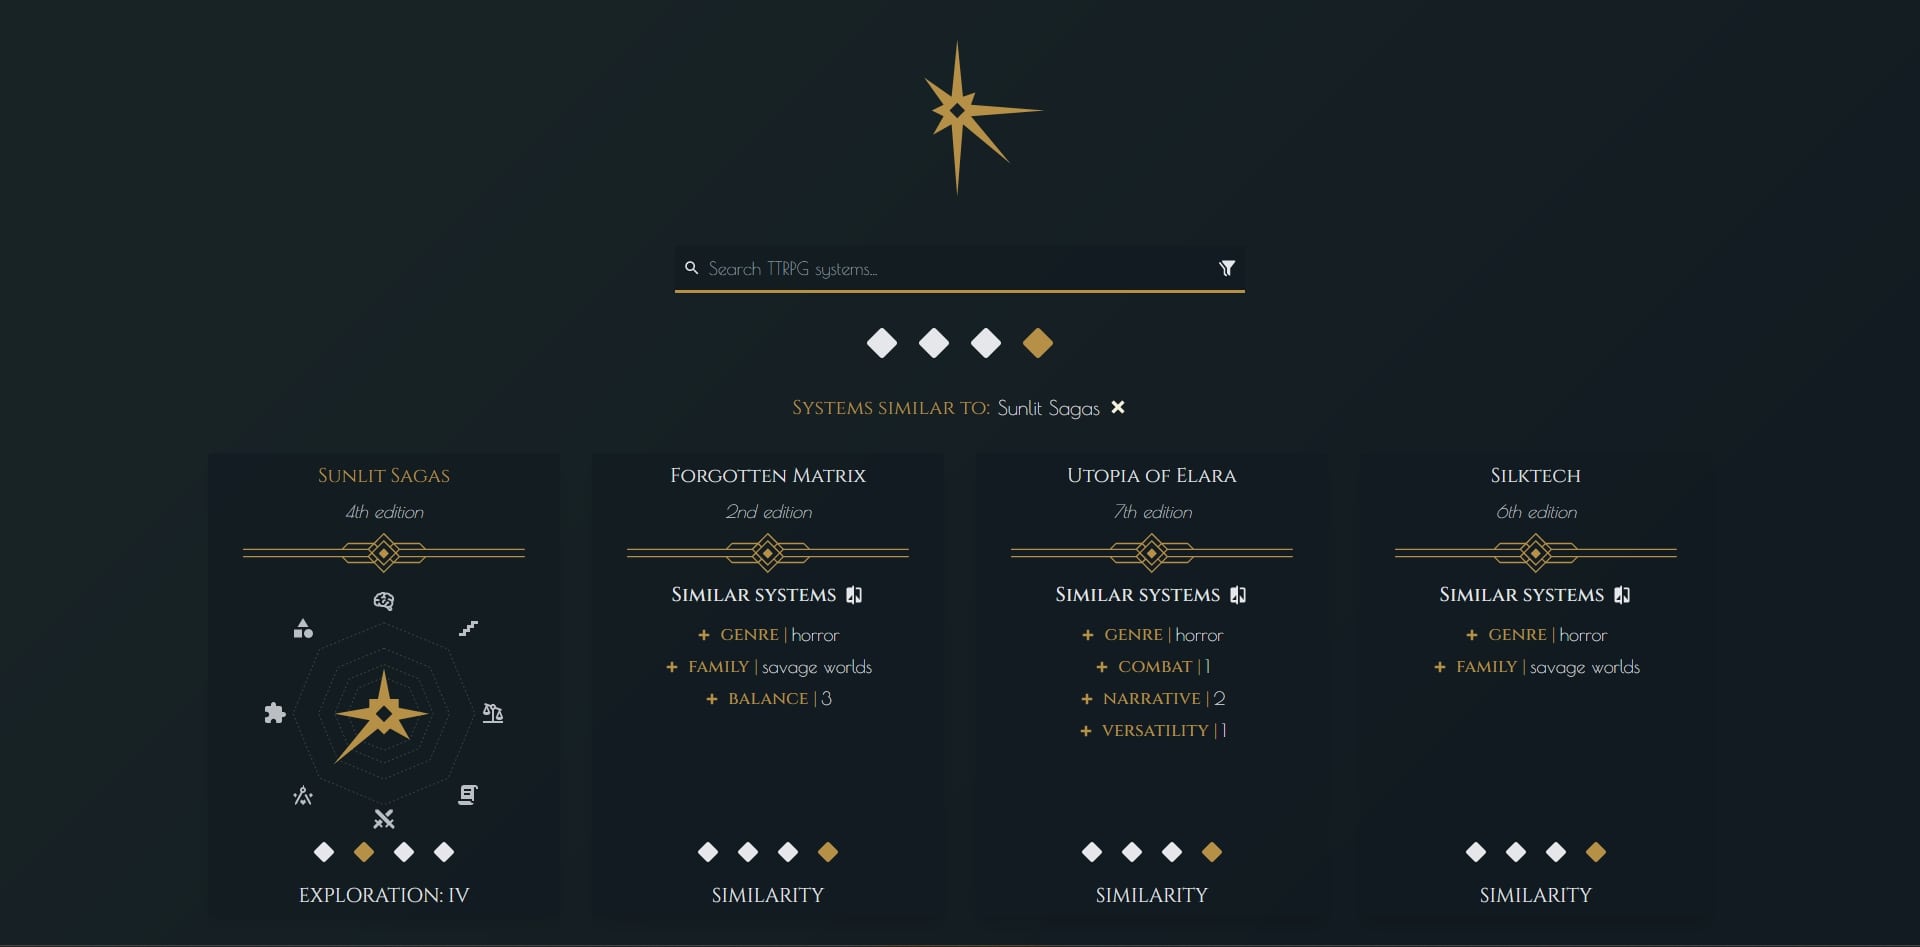 Search TTRPG systems...
Systems similar to: Sunlit Sagas
Sunlit Sagas
4th edition
EXPLORATION: IV
Forgotten Matrix
2nd edition
Similar systems
genre | horror
family | savage worlds
balance | 3
SIMILARITY
Utopia of Elara
7th edition
Similar systems
genre | horror
combat | 1
narrative | 2
versatility | 1
SIMILARITY
Silktech
6th edition
Similar systems
genre | horror
family | savage worlds
SIMILARITY